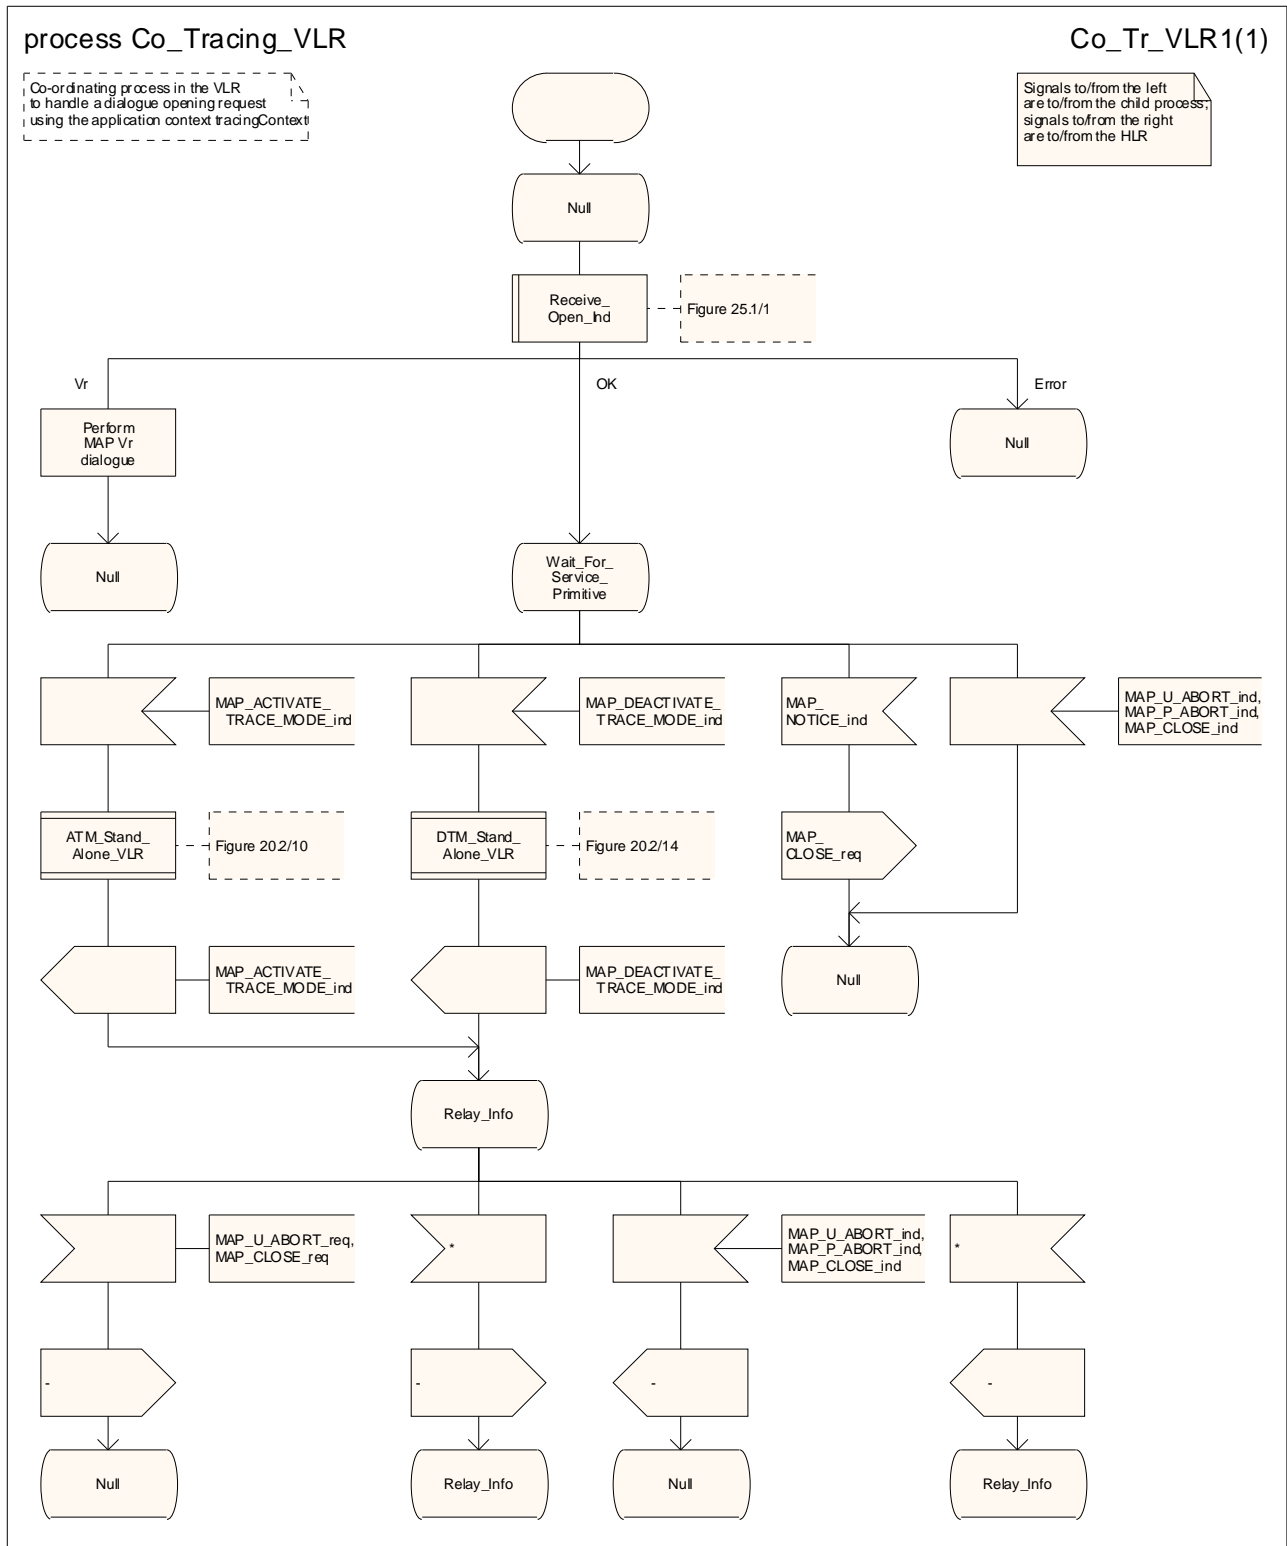 process Co_Tracing_VLR
Co_Tr_VLR1(1)
Co-ordinating process in the VLR
to handle a dialogue opening request
using the application context tracingContext
Signals to/from the left
are to/from the child process;
signals to/from the right
are to/from the HLR
Null
Receive_
Open_Ind
Figure 25.1/1
Vr
OK
Error
Perform
MAP Vr
dialogue
Null
Null
Wait_For_
Service_
Primitive
MAP_ACTIVATE_
TRACE_MODE_ind
MAP_DEACTIVATE_
TRACE_MODE_ind
MAP_
NOTICE_ind
MAP_U_ABORT_ind,
MAP_P_ABORT_ind,
MAP_CLOSE_ind
ATM_Stand_
Alone_VLR
Figure 20.2/10
DTM_Stand_
Alone_VLR
Figure 20.2/14
MAP_
CLOSE_req
MAP_ACTIVATE_
TRACE_MODE_ind
MAP_DEACTIVATE_
TRACE_MODE_ind
Null
Relay_Info
MAP_U_ABORT_req,
MAP_CLOSE_req
*
MAP_U_ABORT_ind,
MAP_P_ABORT_ind,
MAP_CLOSE_ind
*
-
-
-
-
Null
Relay_Info
Null
Relay_Info